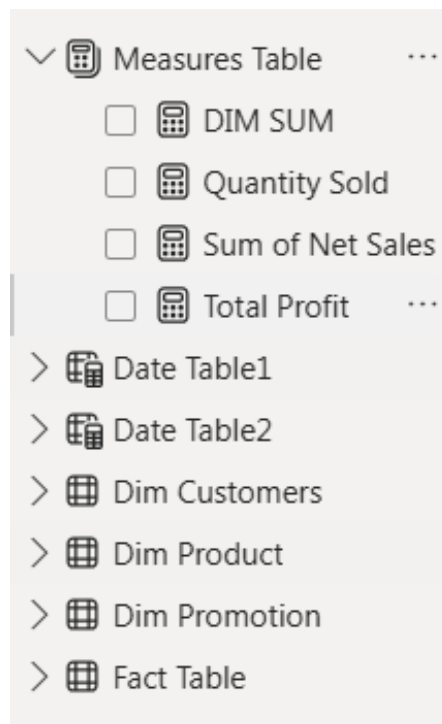 Measures Table ...
DIM SUM
Quantity Sold
Sum of Net Sales
Total Profit ...
Date Table1
Date Table2
Dim Customers
Dim Product
Dim Promotion
Fact Table